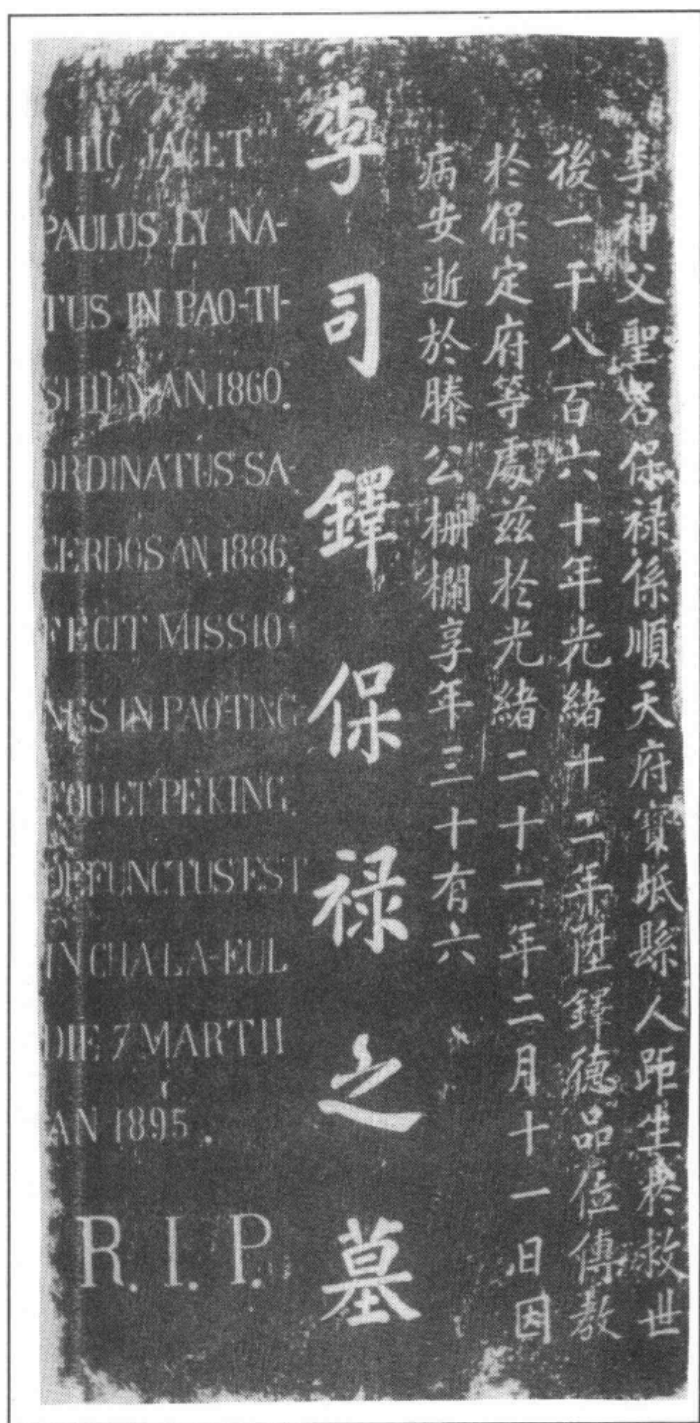 李神父聖名保禄係順天府寶坻縣人距生於救世
後一千八百六十年光緒十二年陞鐸德品位傳教
於保定府等處兹於光緒二十一年二月十一日因
病安逝於滕公栅欄享年三十有六
李司鐸保禄之墓
HIC JACET
PAULUS LY NA-
TUS IN PAO-TI-
SHIEN AN. 1860.
ORDINATUS SA-
CERDOS AN 1886.
FECIT MISSIO-
NES IN PAO-TING
FOU ET PEKING.
DEFUNCTUS EST
IN CHA-LA-EUL
DIE 7 MARTII
AN 1895.
R. I. P.